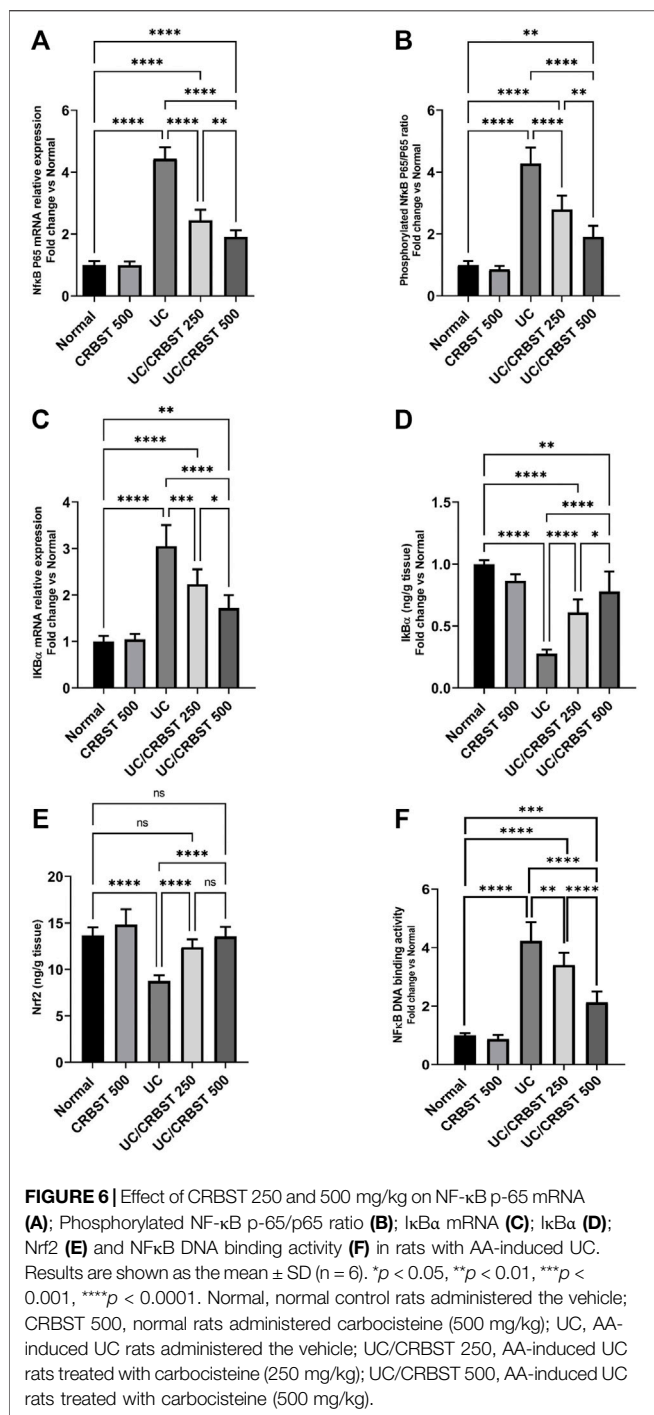 A
****
****
****
**** **** **
NfκB P65 mRNA relative expression
Fold change vs Normal
6
4
2
0
Normal
CRBST 500
UC
UC/CRBST 250
UC/CRBST 500
B
**
****
**** **
**** ****
Phosphorylated NfκB P65/P65 ratio
Fold change vs Normal
6
4
2
0
Normal
CRBST 500
UC
UC/CRBST 250
UC/CRBST 500
C
**
****
****
**** *** *
IKBα mRNA relative expression
Fold change vs Normal
4
3
2
1
0
Normal
CRBST 500
UC
UC/CRBST 250
UC/CRBST 500
D
**
****
****
**** **** *
IkBα (ng/g tissue)
Fold change vs Normal
1.5
1.0
0.5
0.0
Normal
CRBST 500
UC
UC/CRBST 250
UC/CRBST 500
E
ns
ns
****
**** **** ns
Nrf2 (ng/g tissue)
20
15
10
5
0
Normal
CRBST 500
UC
UC/CRBST 250
UC/CRBST 500
F
***
****
****
**** ** ****
NFκB DNA binding activity
Fold change vs Normal
6
4
2
0
Normal
CRBST 500
UC
UC/CRBST 250
UC/CRBST 500
FIGURE 6 | Effect of CRBST 250 and 500 mg/kg on NF-κB p-65 mRNA
(A); Phosphorylated NF-κB p-65/p65 ratio (B); IκBα mRNA (C); IκBα (D);
Nrf2 (E) and NFκB DNA binding activity (F) in rats with AA-induced UC.
Results are shown as the mean ± SD (n = 6). *p < 0.05, **p < 0.01, ***p <
0.001, ****p < 0.0001. Normal, normal control rats administered the vehicle;
CRBST 500, normal rats administered carbocisteine (500 mg/kg); UC, AA-
induced UC rats administered the vehicle; UC/CRBST 250, AA-induced UC
rats treated with carbocisteine (250 mg/kg); UC/CRBST 500, AA-induced UC
rats treated with carbocisteine (500 mg/kg).